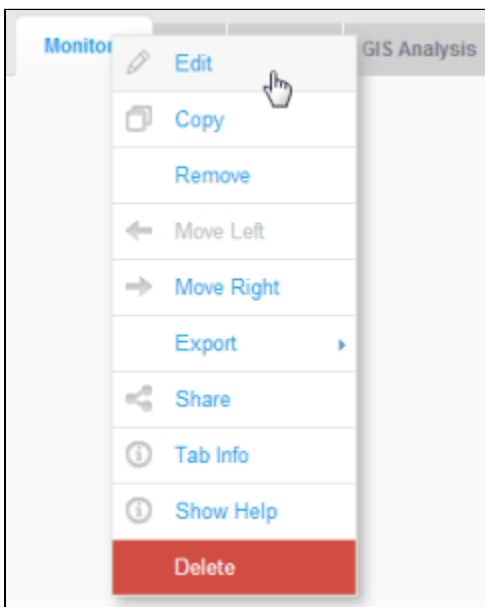 Monitor
GIS Analysis
Edit
Copy
Remove
Move Left
Move Right
Export
Share
Tab Info
Show Help
Delete